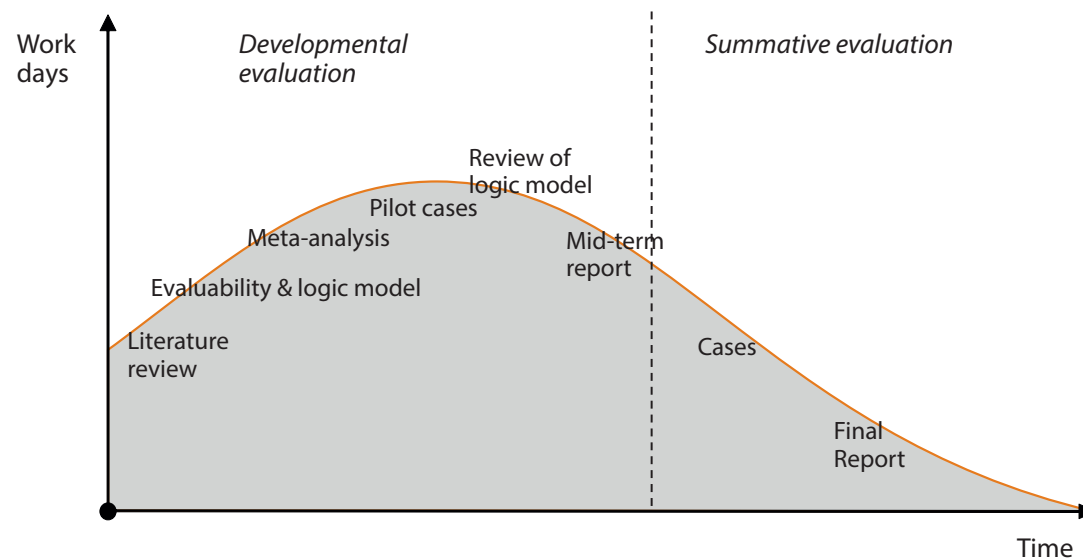 Work
days
Developmental
evaluation
Summative evaluation
Review of
logic model
Pilot cases
Meta-analysis
Mid-term
report
Evaluability & logic model
Literature
review
Cases
Final
Report
Time